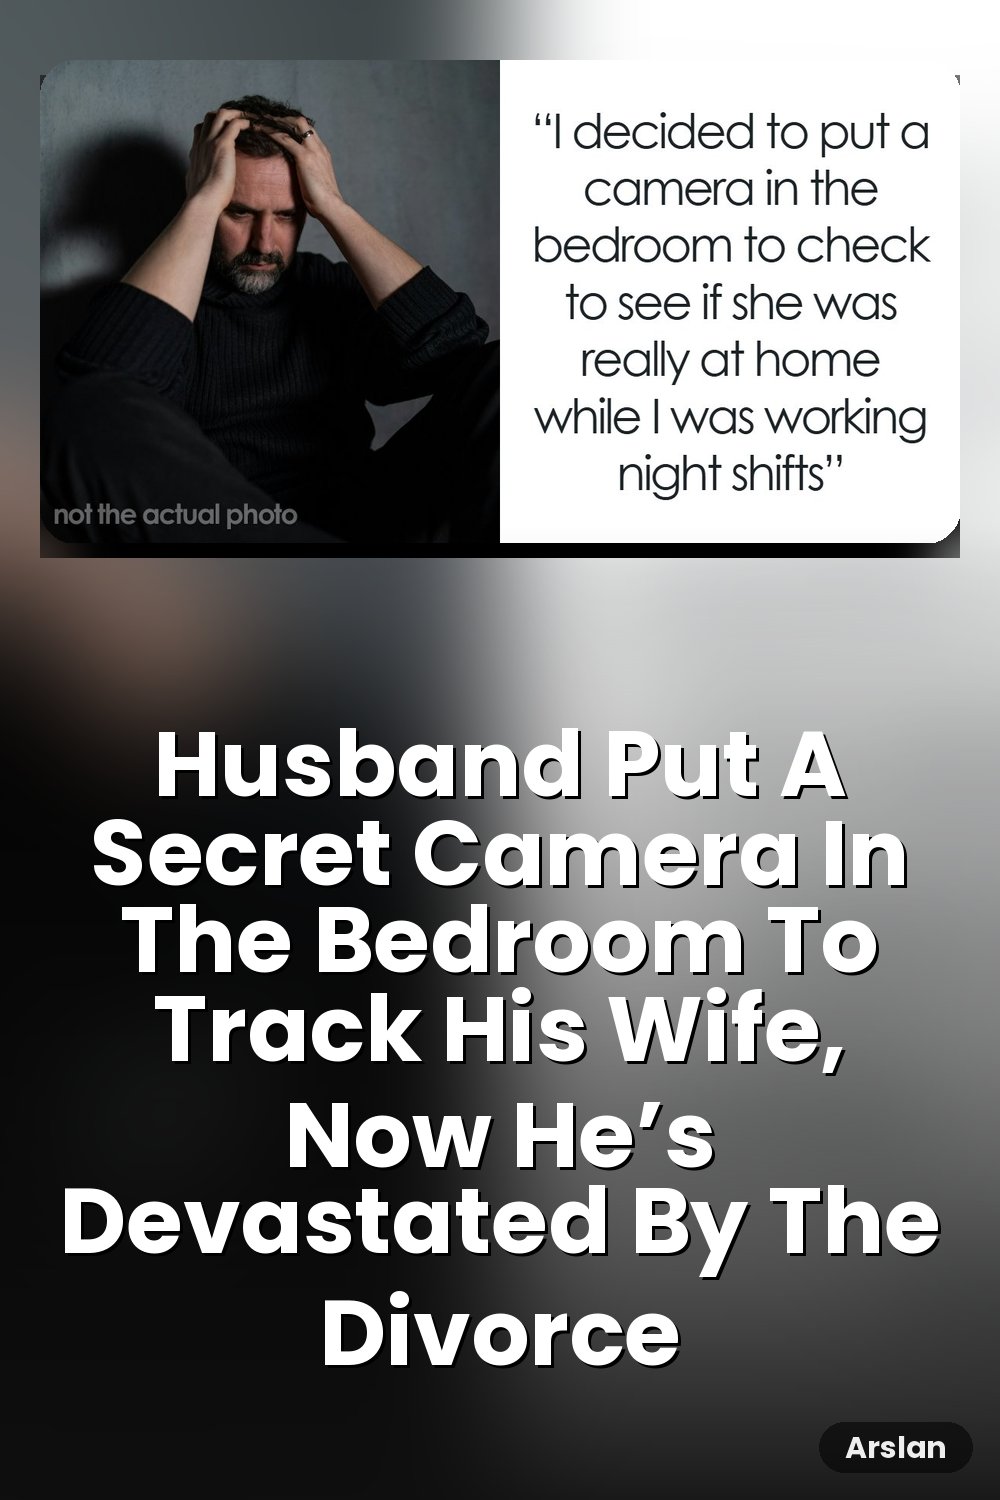 “I decided to put a
camera in the
bedroom to check
to see if she was
really at home
while I was working
night shifts”
not the actual photo
Husband Put A
Secret Camera In
The Bedroom To
Track His Wife,
Now He’s
Devastated By The
Divorce
Arslan